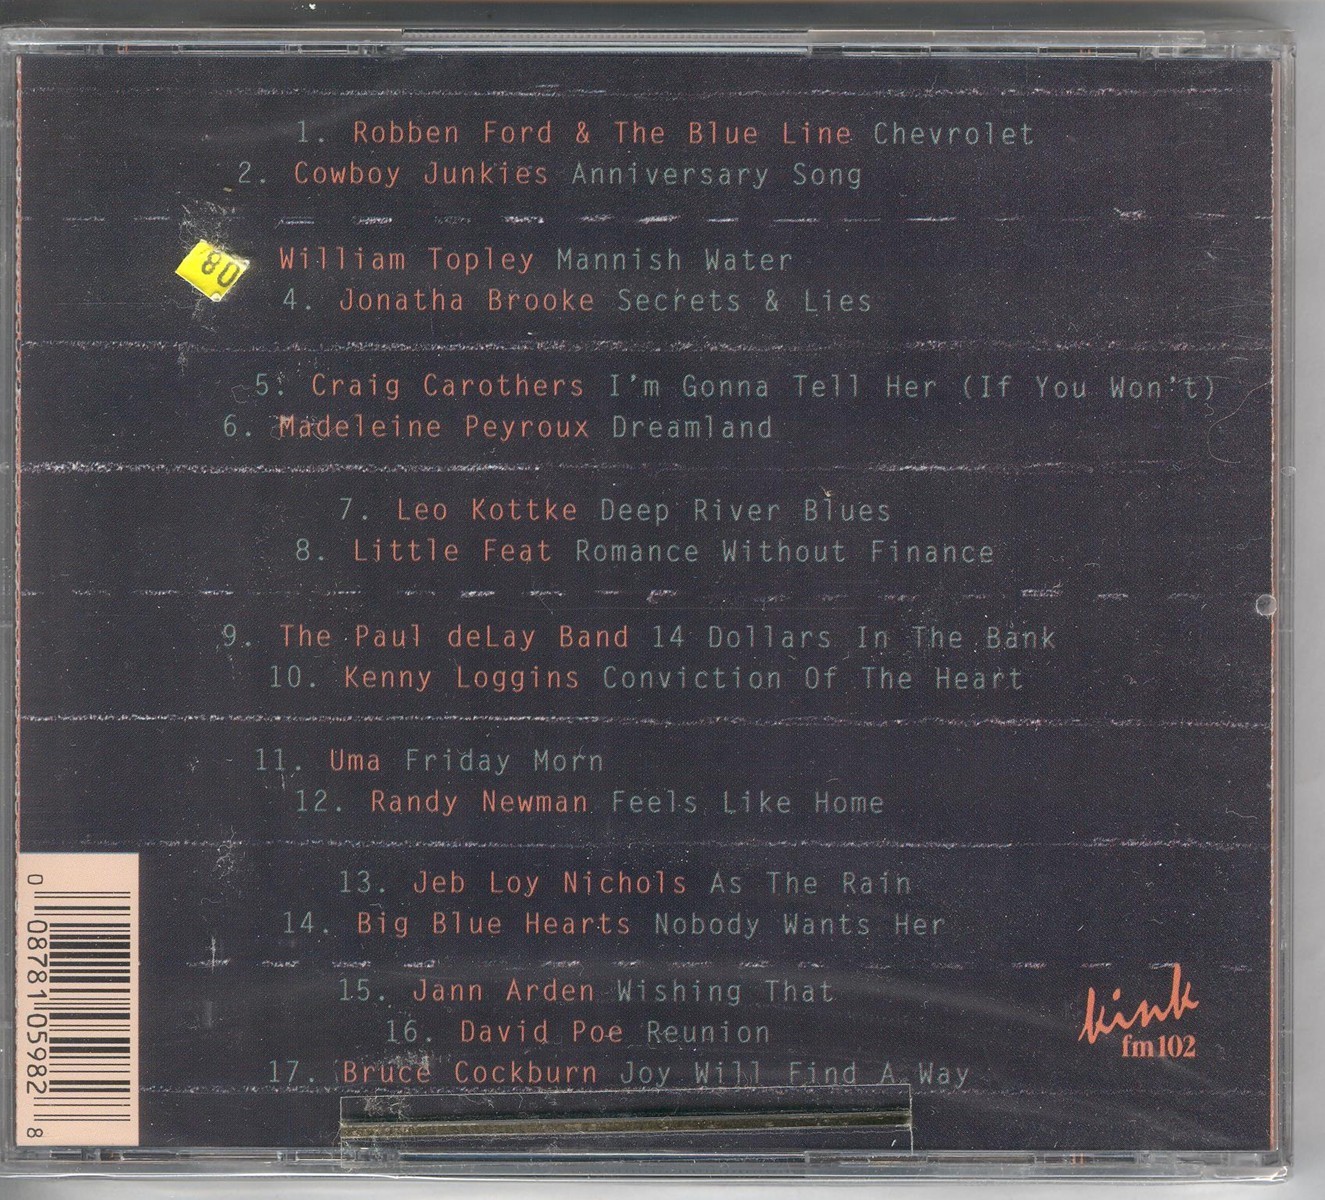 1. Robben Ford & The Blue Line Chevrolet
2. Cowboy Junkies Anniversary Song
80
William Topley Mannish Water
4. Jonatha Brooke Secrets & Lies
5. Craig Carothers I'm Gonna Tell Her (If You Won't)
6. Madeleine Peyroux Dreamland
7. Leo Kottke Deep River Blues
8. Little Feat Romance Without Finance
9. The Paul deLay Band 14 Dollars In The Bank
10. Kenny Loggins Conviction Of The Heart
11. Uma Friday Morn
12. Randy Newman Feels Like Home
13. Jeb Loy Nichols As The Rain
14. Big Blue Hearts Nobody Wants Her
15. Jann Arden Wishing That
16. David Poe Reunion
17. Bruce Cockburn Joy Will Find A Way
kink
fm102
0 08781 05982 8